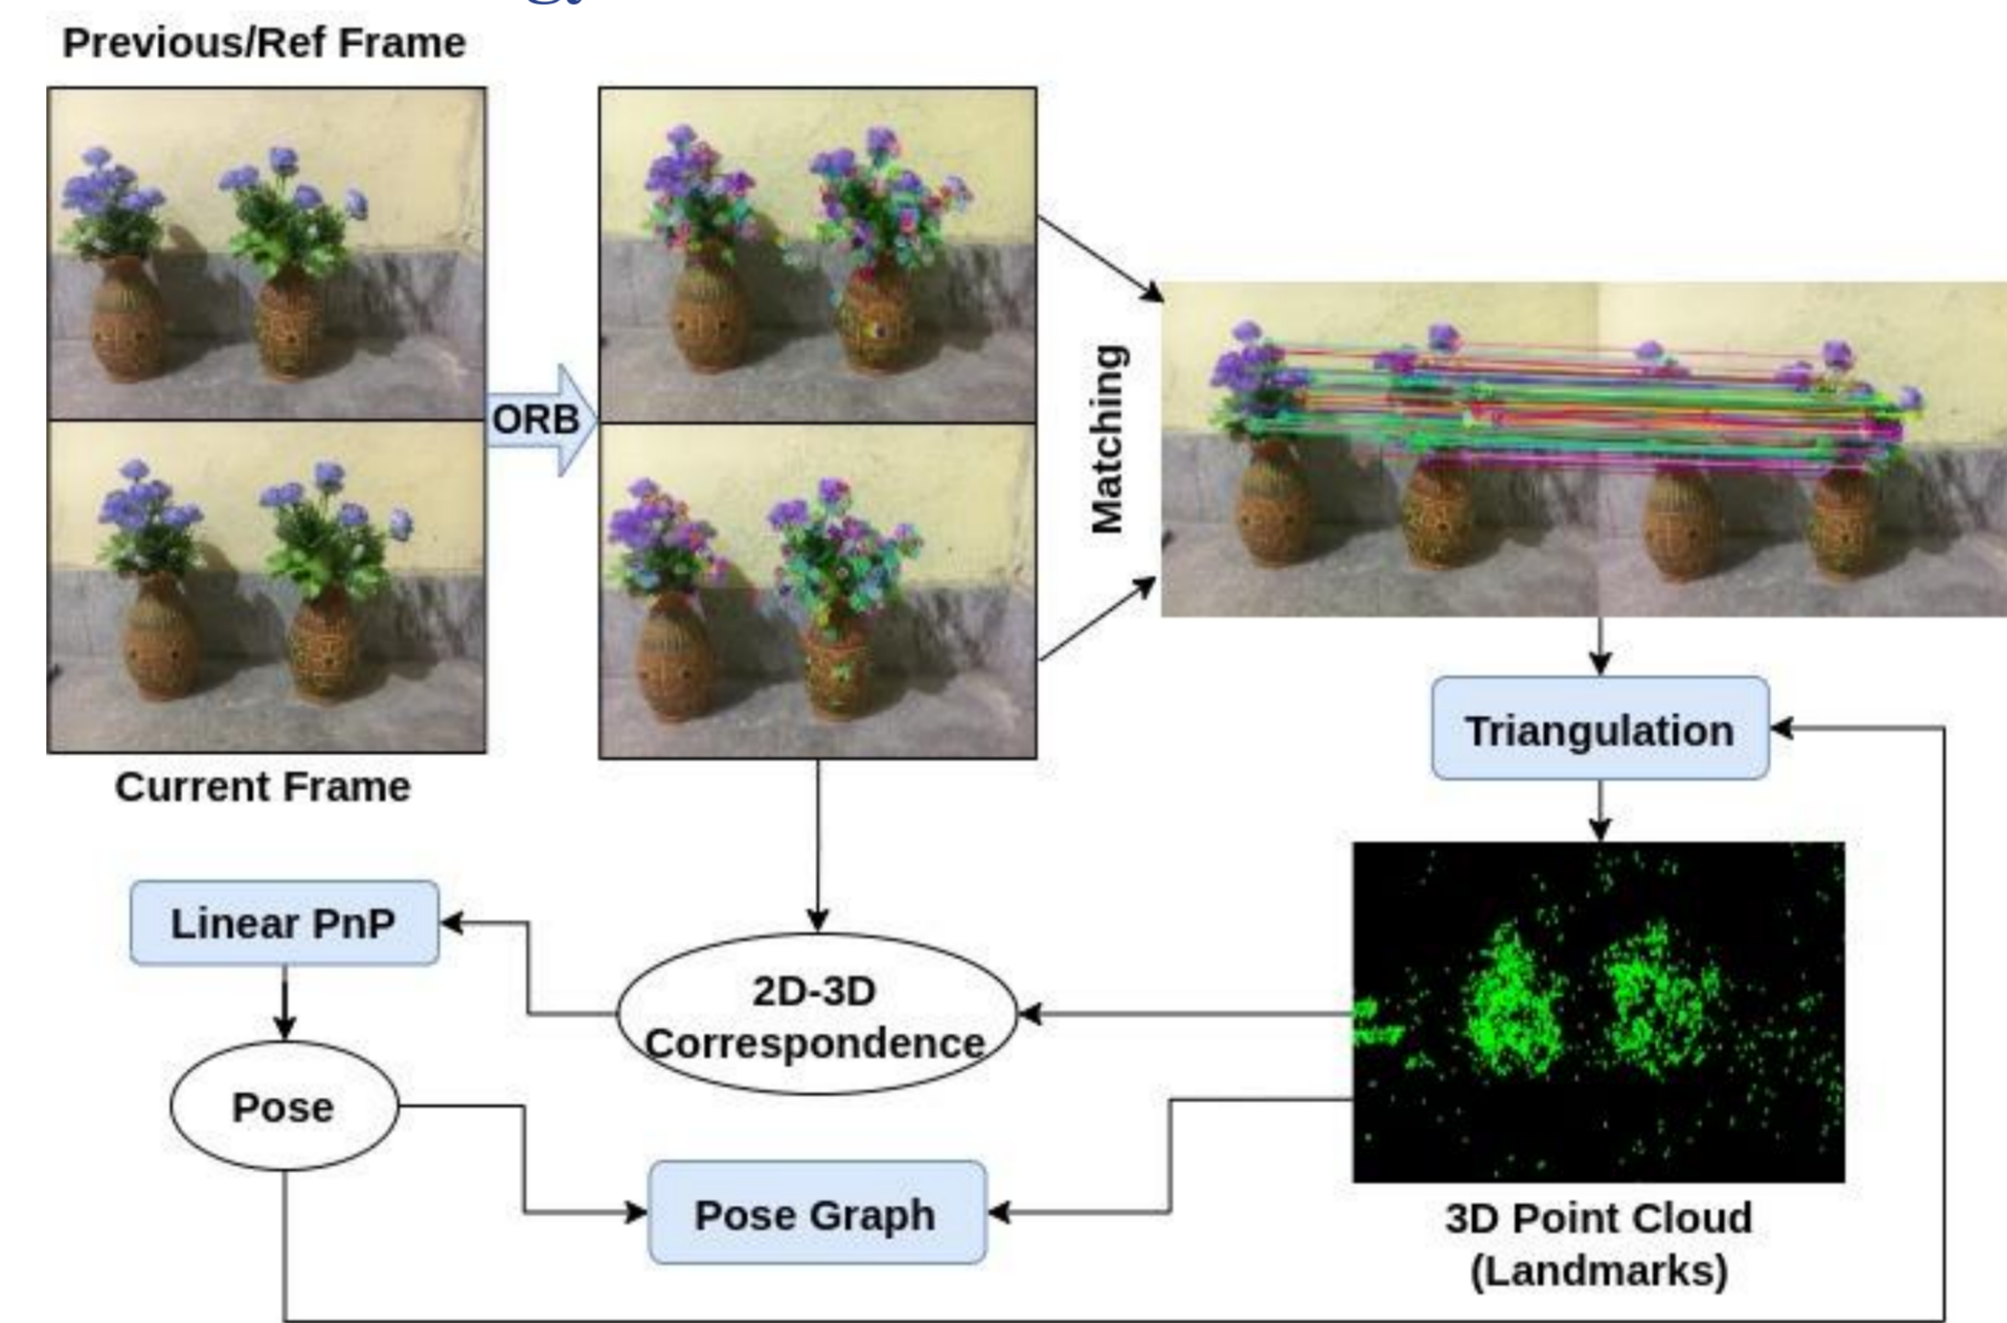 Previous/Ref Frame
ORB
Matching
Current Frame
Triangulation
Linear PnP
2D-3D
Correspondence
Pose
Pose Graph
3D Point Cloud
(Landmarks)